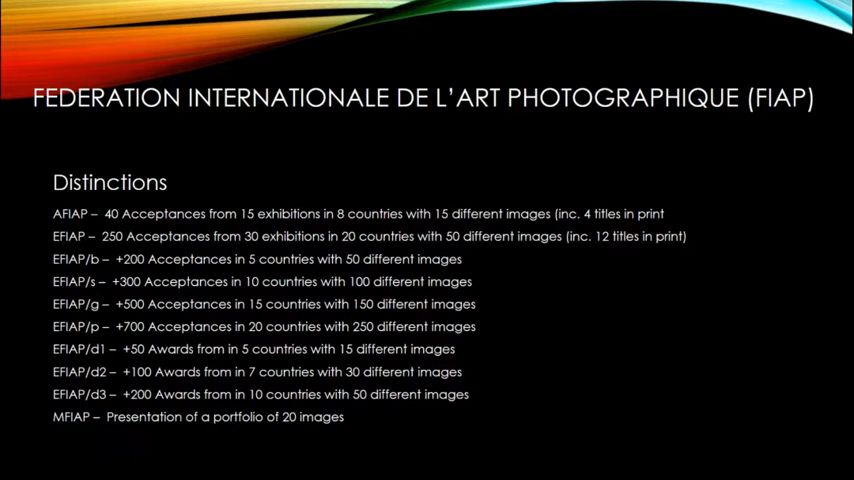 FEDERATION INTERNATIONALE DE L’ART PHOTOGRAPHIQUE (FIAP)
Distinctions
AFIAP – 40 Acceptances from 15 exhibitions in 8 countries with 15 different images (inc. 4 titles in print
EFIAP – 250 Acceptances from 30 exhibitions in 20 countries with 50 different images (inc. 12 titles in print)
EFIAP/b – +200 Acceptances in 5 countries with 50 different images
EFIAP/s – +300 Acceptances in 10 countries with 100 different images
EFIAP/g – +500 Acceptances in 15 countries with 150 different images
EFIAP/p – +700 Acceptances in 20 countries with 250 different images
EFIAP/d1 – +50 Awards from in 5 countries with 15 different images
EFIAP/d2 – +100 Awards from in 7 countries with 30 different images
EFIAP/d3 – +200 Awards from in 10 countries with 50 different images
MFIAP – Presentation of a portfolio of 20 images